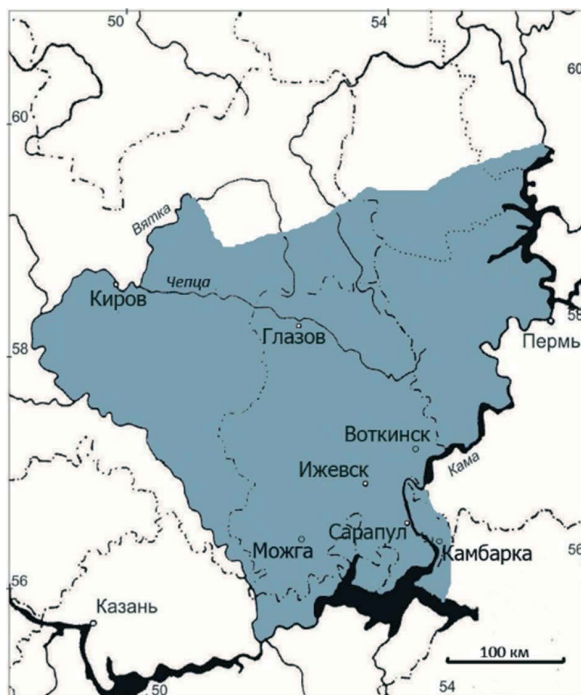 50
54
60
60
Вятка
Чепца
Киров
58
Глазов
Пермь
58
Воткинск
Кама
Ижевск
Сарапул
Можга
Камбарка
56
56
Казань
100 км
50
54